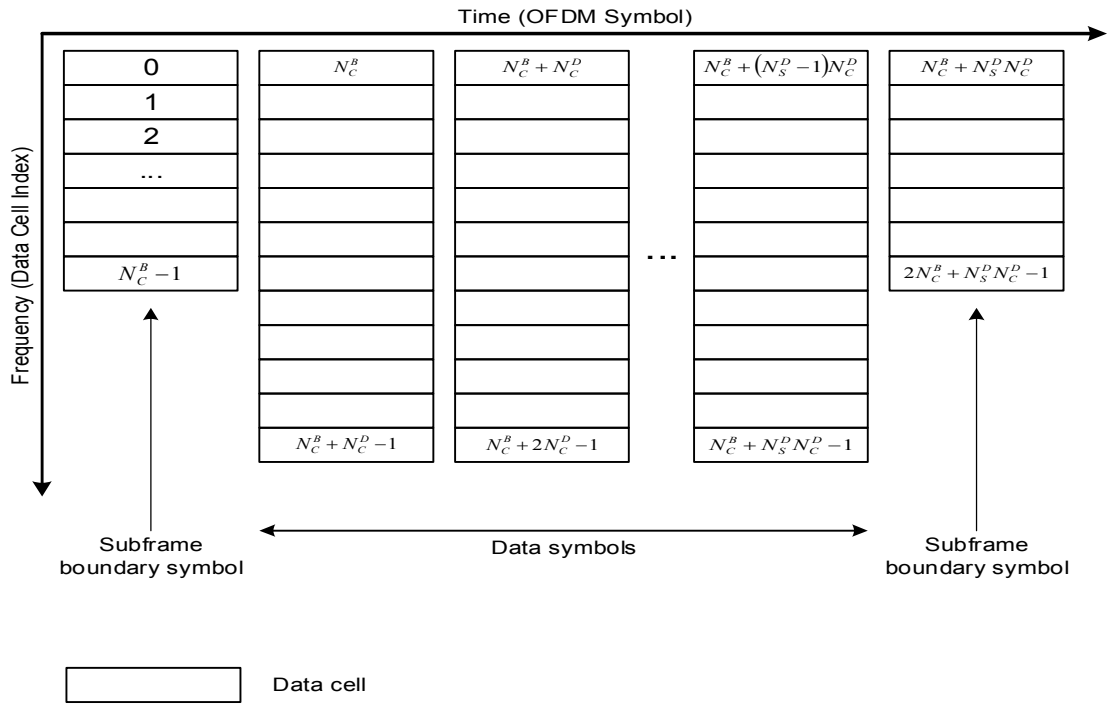 Time (OFDM Symbol)
Frequency (Data Cell Index)
0
1
2
...
N_C^B − 1
N_C^B
N_C^B + N_C^D − 1
N_C^B + N_C^D
N_C^B + 2N_C^D − 1
...
N_C^B + (N_S^D − 1)N_C^D
N_C^B + N_S^D N_C^D − 1
N_C^B + N_S^D N_C^D
2N_C^B + N_S^D N_C^D − 1
Subframe
boundary symbol
Data symbols
Subframe
boundary symbol
Data cell